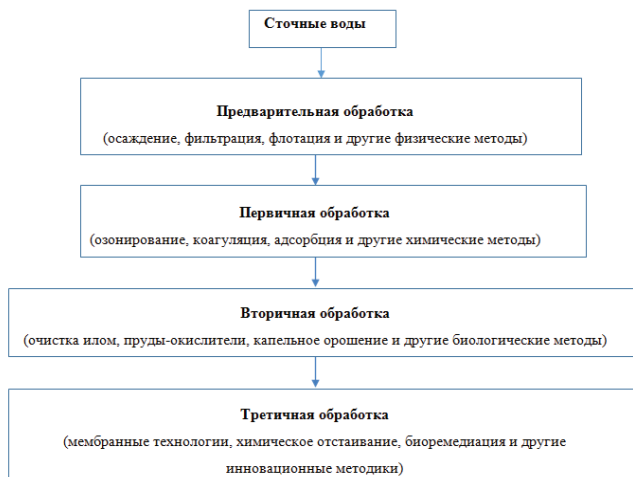 Сточные воды
Предварительная обработка
(осаждение, фильтрация, флотация и другие физические методы)
Первичная обработка
(озонирование, коагуляция, адсорбция и другие химические методы)
Вторичная обработка
(очистка илом, пруды-окислители, капельное орошение и другие биологические методы)
Третичная обработка
(мембранные технологии, химическое отстаивание, биоремедиация и другие
инновационные методики)